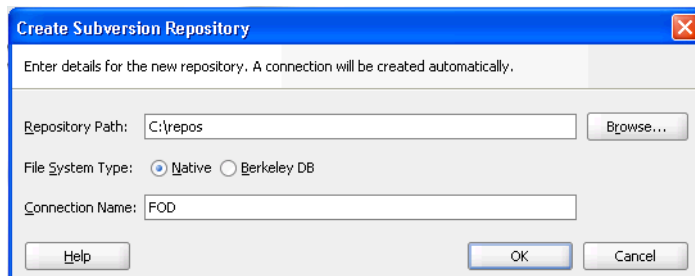 Create Subversion Repository
Enter details for the new repository. A connection will be created automatically.
Repository Path: C:\repos Browse...
File System Type: Native Berkeley DB
Connection Name: FOD
Help OK Cancel